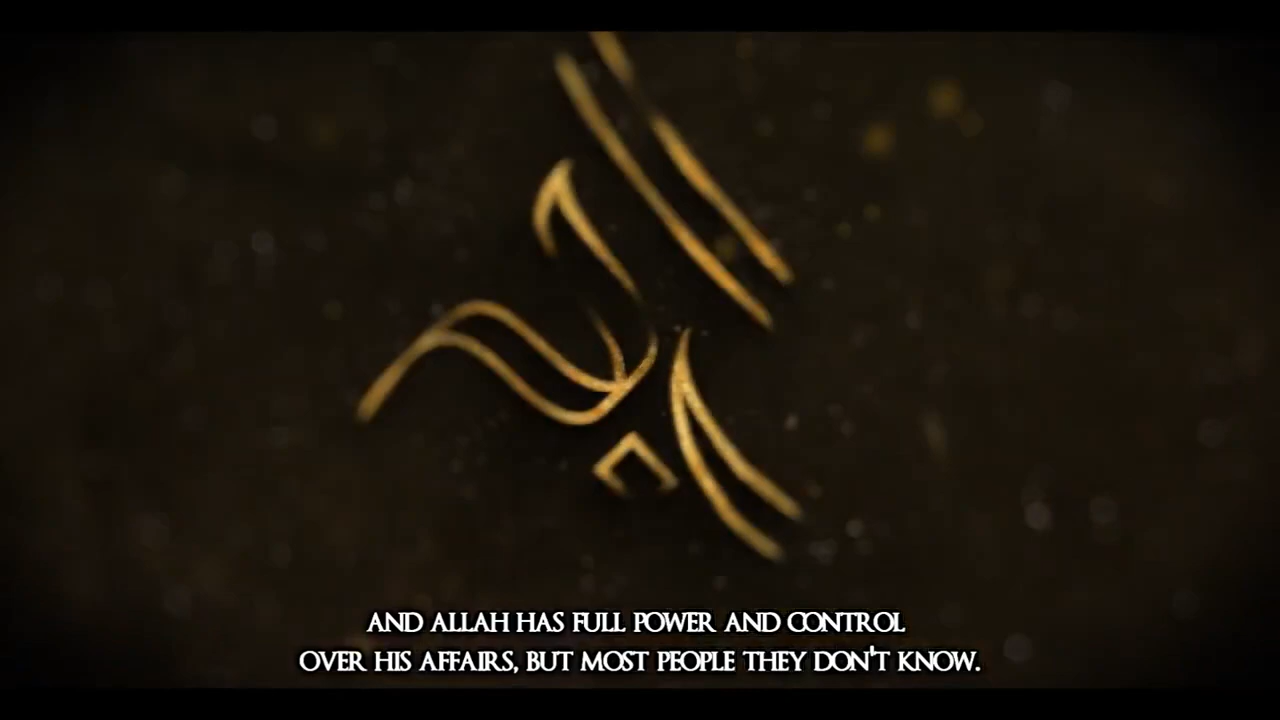 AND ALLAH HAS FULL POWER AND CONTROL
OVER HIS AFFAIRS, BUT MOST PEOPLE THEY DON'T KNOW.